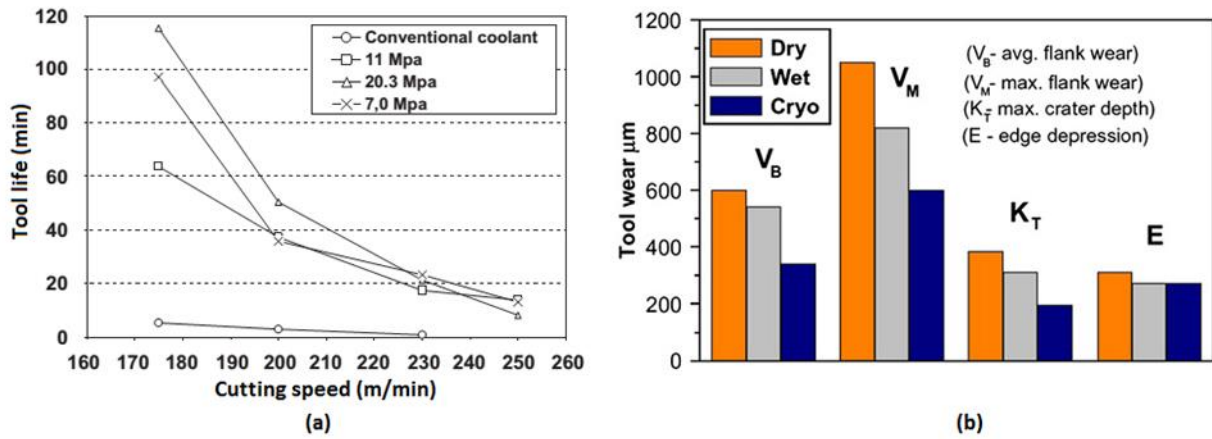 120
100
80
60
40
20
0
Tool life (min)
Conventional coolant
11 Mpa
20.3 Mpa
7,0 Mpa
160 170 180 190 200 210 220 230 240 250 260
Cutting speed (m/min)
(a)
1200
1000
800
600
400
200
0
Tool wear μm
Dry
Wet
Cryo
(VB- avg. flank wear)
(VM- max. flank wear)
(KT- max. crater depth)
(E - edge depression)
VB
VM
KT
E
(b)